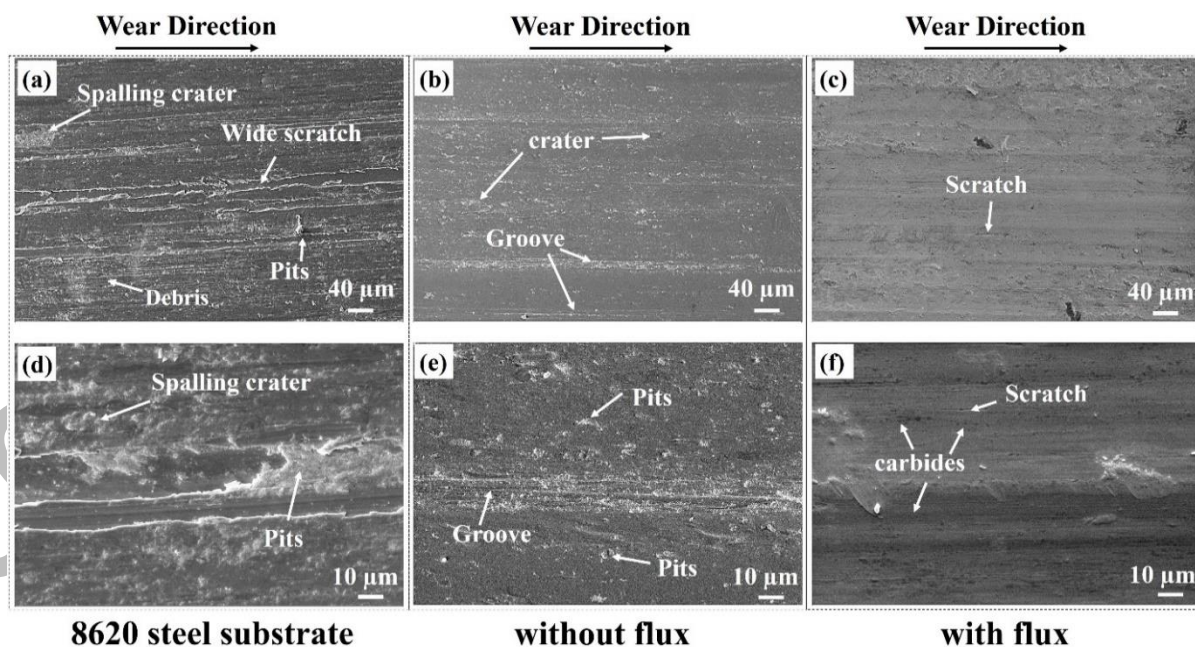 Wear Direction Wear Direction Wear Direction
(a) (b) (c)
Spalling crater
Wide scratch
crater
Scratch
Groove
Pits
Debris
40 μm 40 μm 40 μm
(d) (e) (f)
Spalling crater
Pits
Scratch
carbides
Groove
Pits
Pits
10 μm 10 μm 10 μm
8620 steel substrate without flux with flux